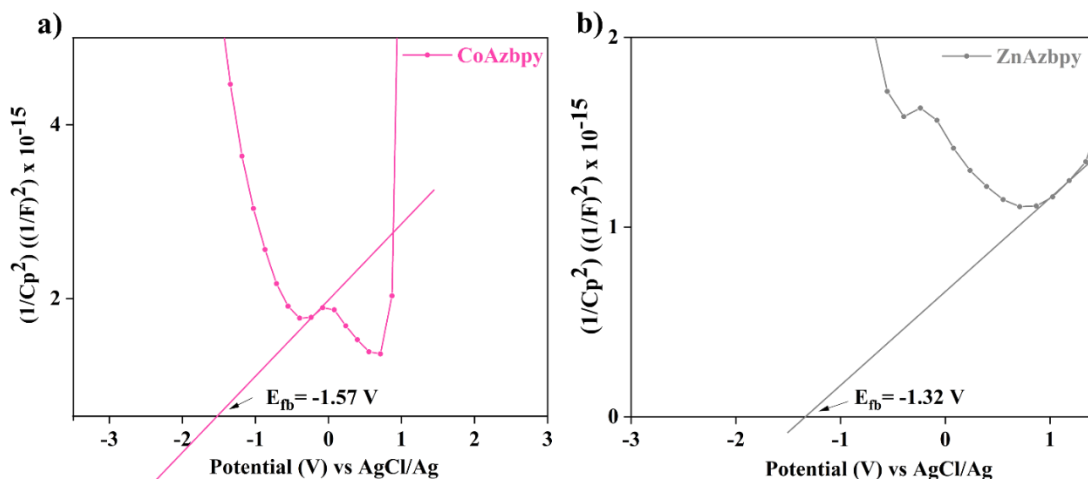 a)
CoAzbpy
(1/Cp²) ((1/F)²) x 10⁻¹⁵
4
2
E_fb= -1.57 V
-3 -2 -1 0 1 2 3
Potential (V) vs AgCl/Ag
b)
ZnAzbpy
(1/Cp²) ((1/F)²) x 10⁻¹⁵
2
1
0
E_fb= -1.32 V
-3 -2 -1 0 1
Potential (V) vs AgCl/Ag